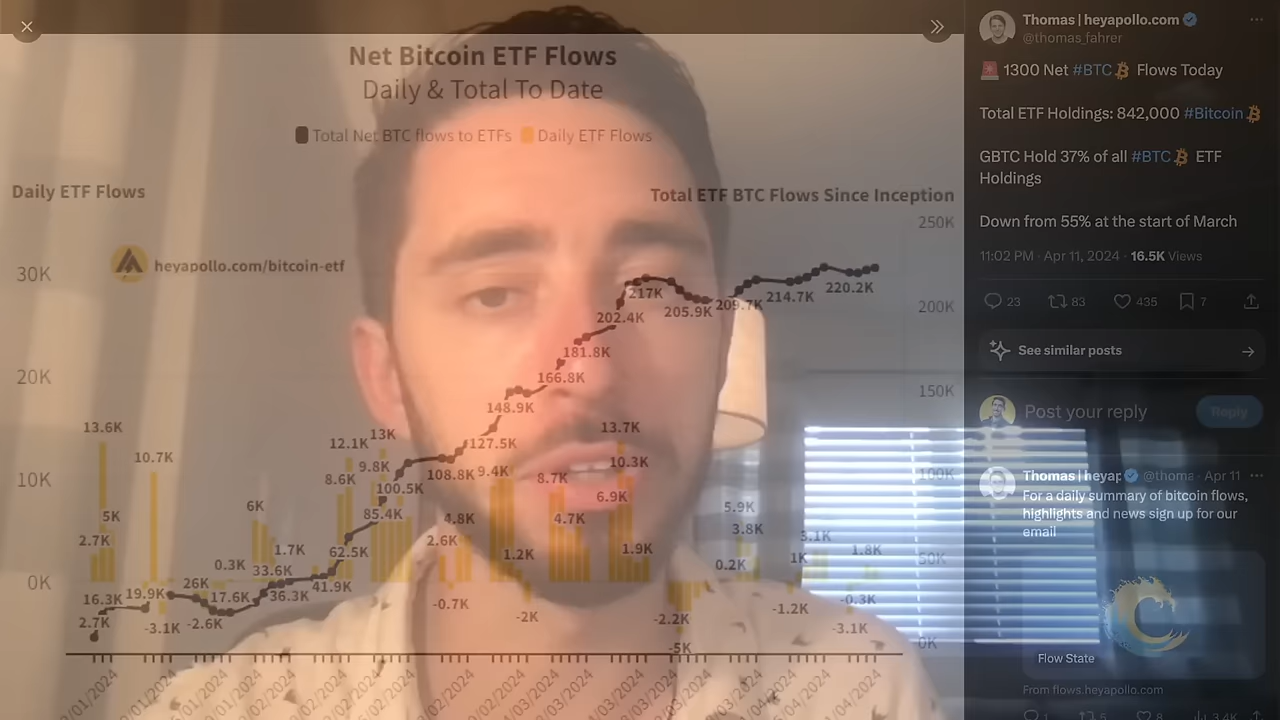 Net Bitcoin ETF Flows
Daily & Total To Date
Total Net BTC flows to ETFs Daily ETF Flows
Daily ETF Flows
Total ETF BTC Flows Since Inception
heyapollo.com/bitcoin-etf
30K
20K
10K
0K
250K
200K
150K
100K
50K
0K
13.6K
5K
2.7K
10.7K
-3.1K
-2.6K
0.3K
6K
1.7K
8.6K
12.1K
9.8K
13K
2.6K
4.8K
-0.7K
9.4K
1.2K
-2K
8.7K
4.7K
13.7K
10.3K
6.9K
1.9K
-2.2K
-5K
0.2K
5.9K
3.8K
-1.2K
1K
3.1K
-3.1K
-0.3K
1.8K
2.7K
16.3K
19.9K
26K
17.6K
33.6K
36.3K
41.9K
62.5K
85.4K
100.5K
108.8K
127.5K
148.9K
166.8K
181.8K
202.4K
217K
205.9K
209.7K
214.7K
220.2K
Thomas | heyapollo.com
@thomas_fahrer
1300 Net #BTC Flows Today
Total ETF Holdings: 842,000 #Bitcoin
GBTC Hold 37% of all #BTC ETF
Holdings
Down from 55% at the start of March
11:02 PM · Apr 11, 2024 · 16.5K Views
23 83 435 7
See similar posts
Post your reply
Reply
Thomas | heyap @thoma · Apr 11
For a daily summary of bitcoin flows,
highlights and news sign up for our
email
Flow State
From flows.heyapollo.com